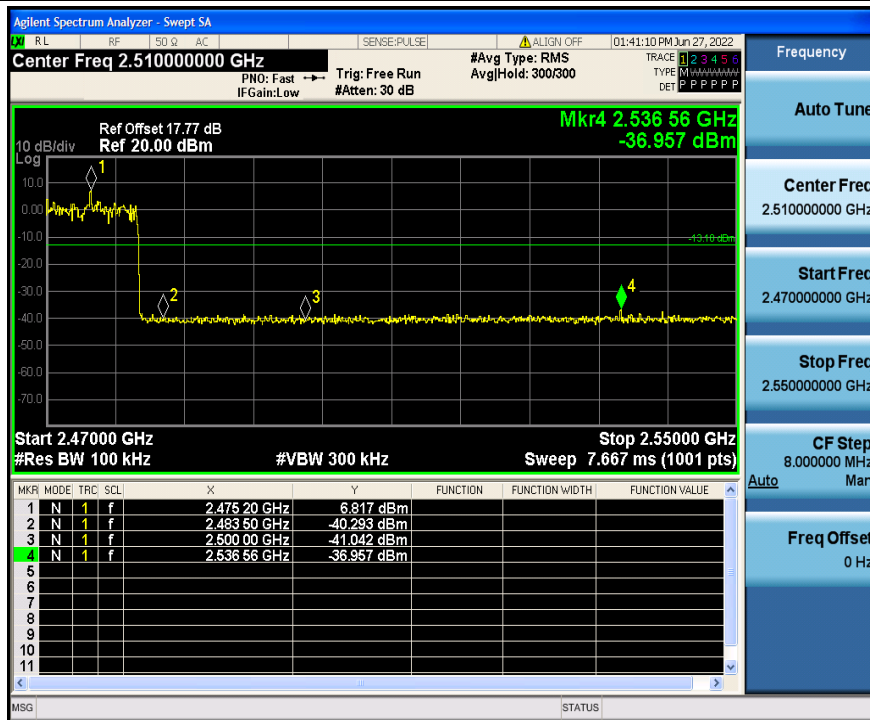 Agilent Spectrum Analyzer - Swept SA
LXI RL RF 50 Ω AC SENSE:PULSE ALIGN OFF 01:41:10 PM Jun 27, 2022
Center Freq 2.510000000 GHz
PNO: Fast
IFGain:Low
Trig: Free Run
#Atten: 30 dB
#Avg Type: RMS
Avg|Hold: 300/300
TRACE 1 2 3 4 5 6
TYPE M
DET P P P P P P
Mkr4 2.536 56 GHz
-36.957 dBm
Ref Offset 17.77 dB
10 dB/div Ref 20.00 dBm
Log
10.0
0.00
-10.0
-20.0
-30.0
-40.0
-50.0
-60.0
-70.0
1
2
3
4
-13.18 dBm
Start 2.47000 GHz Stop 2.55000 GHz
#Res BW 100 kHz #VBW 300 kHz Sweep 7.667 ms (1001 pts)
MKR MODE TRC SCL X Y FUNCTION FUNCTION WIDTH FUNCTION VALUE
1 N 1 f 2.475 20 GHz 6.817 dBm
2 N 1 f 2.483 50 GHz -40.293 dBm
3 N 1 f 2.500 00 GHz -41.042 dBm
4 N 1 f 2.536 56 GHz -36.957 dBm
5
6
7
8
9
10
11
MSG STATUS
Frequency
Auto Tune
Center Freq
2.510000000 GHz
Start Freq
2.470000000 GHz
Stop Freq
2.550000000 GHz
CF Step
8.000000 MHz
Auto Man
Freq Offset
0 Hz